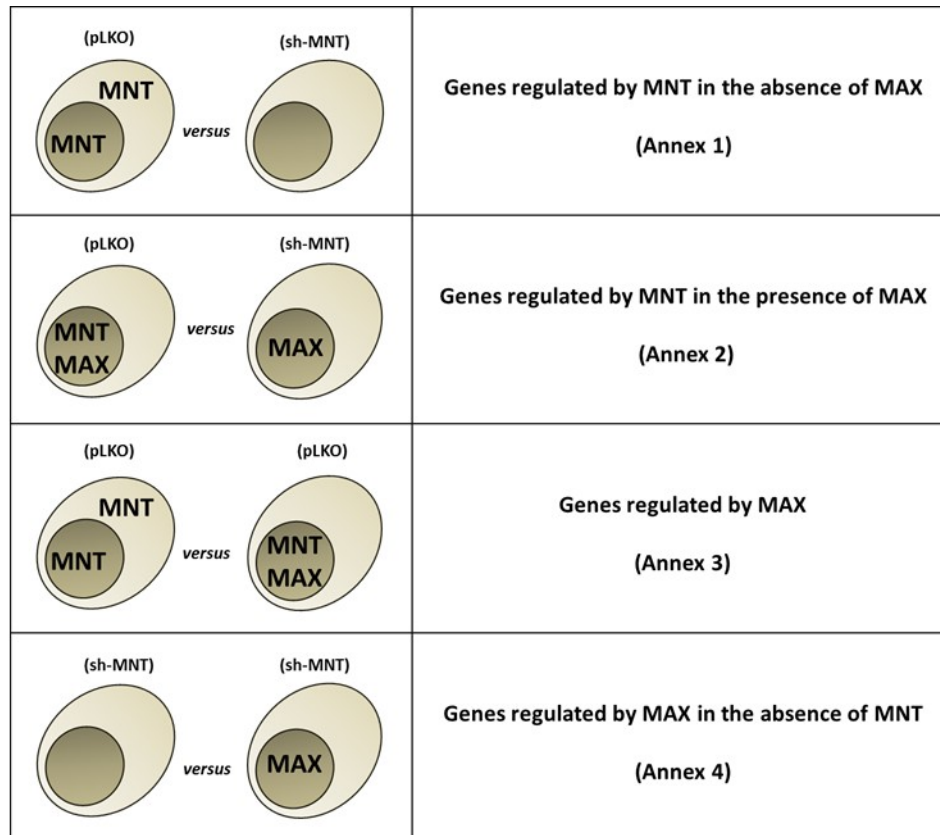 (pLKO)
(sh-MNT)
MNT
MNT
versus
Genes regulated by MNT in the absence of MAX
(Annex 1)
(pLKO)
(sh-MNT)
MNT
MAX
versus
MAX
Genes regulated by MNT in the presence of MAX
(Annex 2)
(pLKO)
(pLKO)
MNT
MNT
versus
MNT
MAX
Genes regulated by MAX
(Annex 3)
(sh-MNT)
(sh-MNT)
versus
MAX
Genes regulated by MAX in the absence of MNT
(Annex 4)